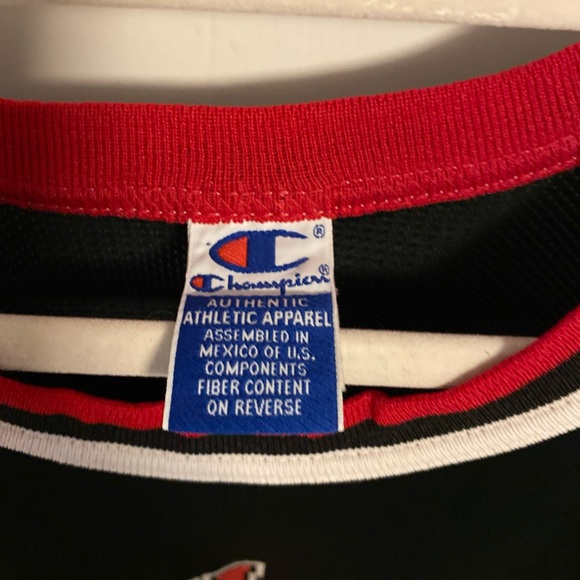 ®
Champion®
AUTHENTIC
ATHLETIC APPAREL
ASSEMBLED IN
MEXICO OF U.S.
COMPONENTS
FIBER CONTENT
ON REVERSE